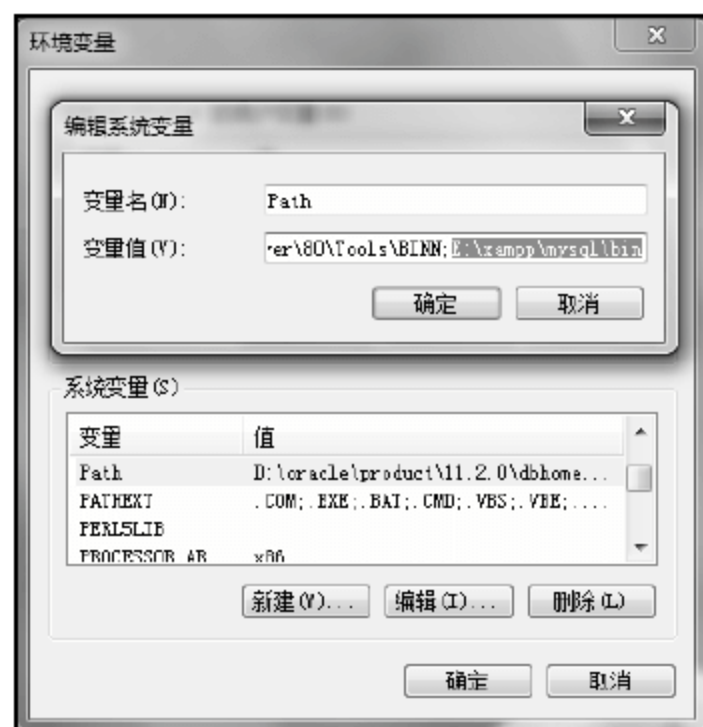 环境变量
编辑系统变量
变量名(N): Path
变量值(V): ver\80\Tools\BINN;E:\xampp\mysql\bin
确定 取消
系统变量(S)
变量 值
Path D:\oracle\product\11.2.0\dbhome...
PATHEXT .COM;.EXE;.BAT;.CMD;.VBS;.VBE;....
PERL5LIB
PROCESSOR_AR x86
新建(W)... 编辑(I)... 删除(L)
确定 取消